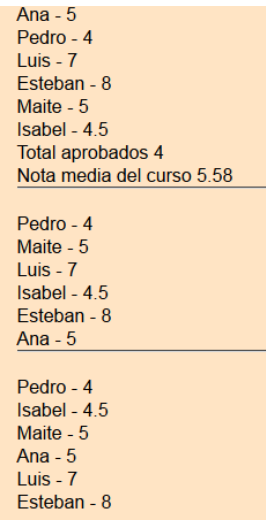 Ana - 5
Pedro - 4
Luis - 7
Esteban - 8
Maite - 5
Isabel - 4.5
Total aprobados 4
Nota media del curso 5.58
Pedro - 4
Maite - 5
Luis - 7
Isabel - 4.5
Esteban - 8
Ana - 5
Pedro - 4
Isabel - 4.5
Maite - 5
Ana - 5
Luis - 7
Esteban - 8